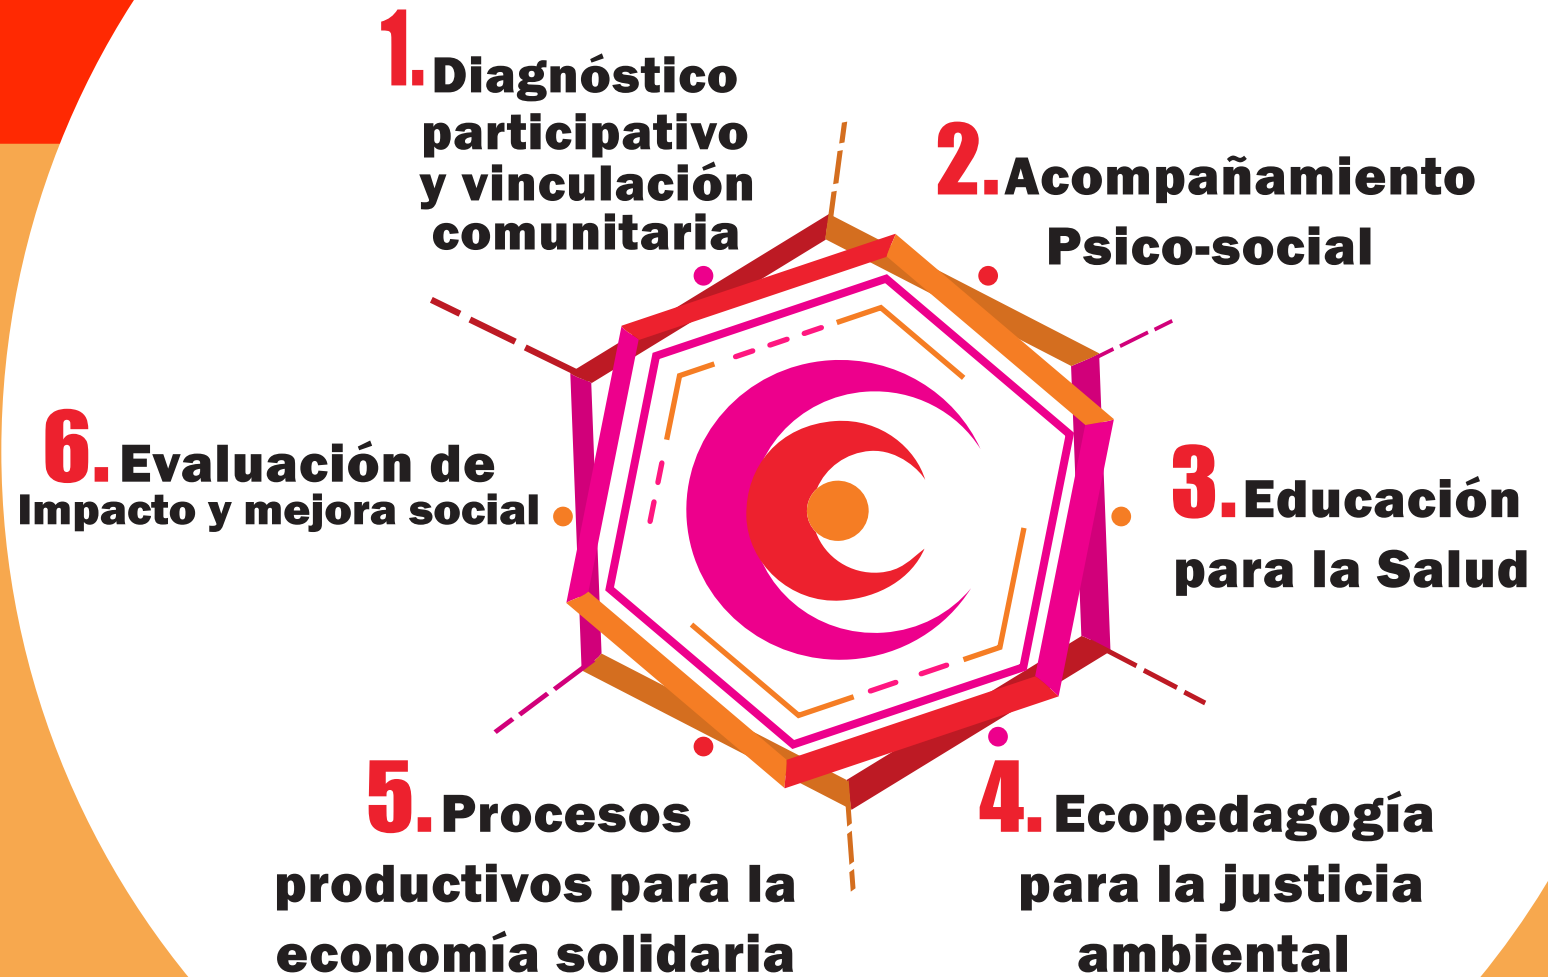 1. Diagnóstico
participativo
y vinculación
comunitaria
2. Acompañamiento
Psico-social
3. Educación
para la Salud
4. Ecopedagogía
para la justicia
ambiental
5. Procesos
productivos para la
economía solidaria
6. Evaluación de
Impacto y mejora social